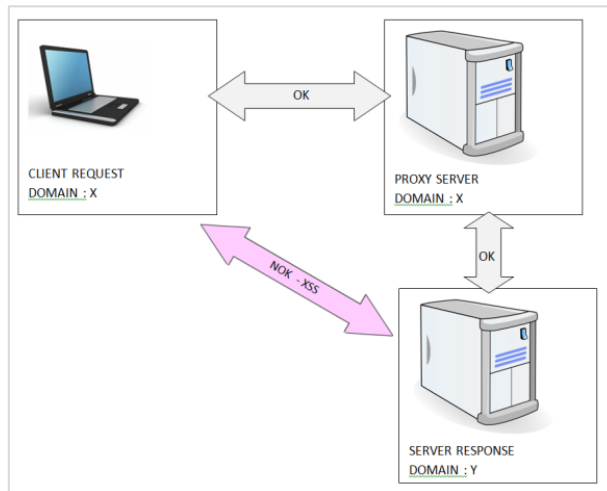 OK
CLIENT REQUEST
DOMAIN : X
PROXY SERVER
DOMAIN : X
OK
NOK - XSS
SERVER RESPONSE
DOMAIN : Y